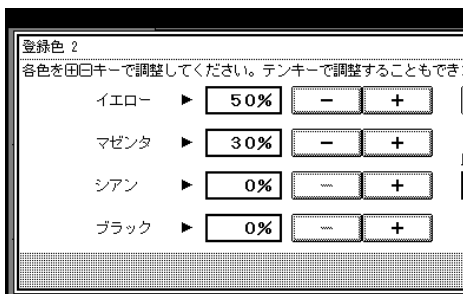 登録色 2
各色を⊞⊟キーで調整してください。テンキーで調整することもでき
イエロー ▶ 50% − +
マゼンタ ▶ 30% − +
シアン ▶ 0% − +
ブラック ▶ 0% − +